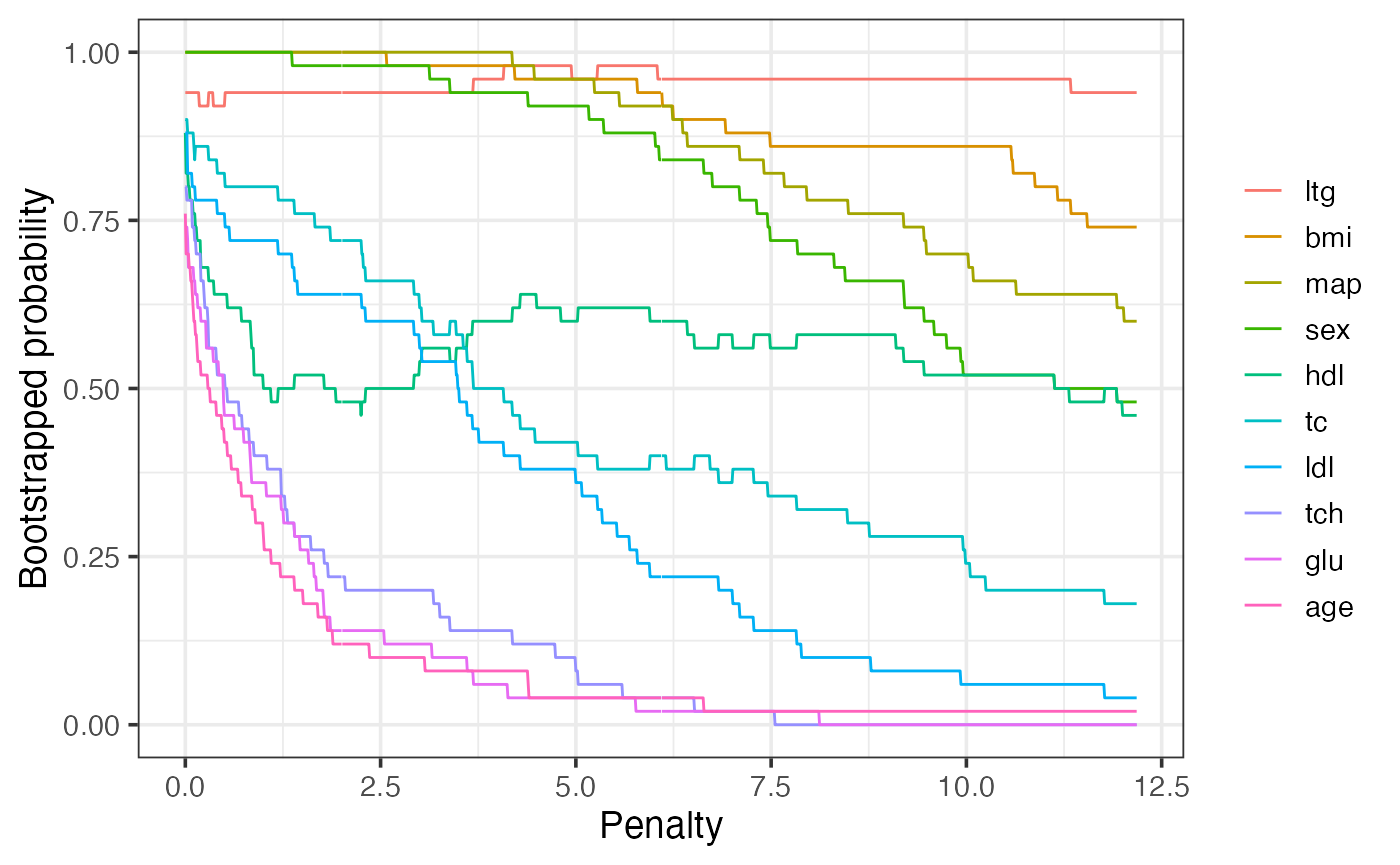 Bootstrapped probability
1.00
0.75
0.50
0.25
0.00
0.0 2.5 5.0 7.5 10.0 12.5
Penalty
ltg
bmi
map
sex
hdl
tc
ldl
tch
glu
age